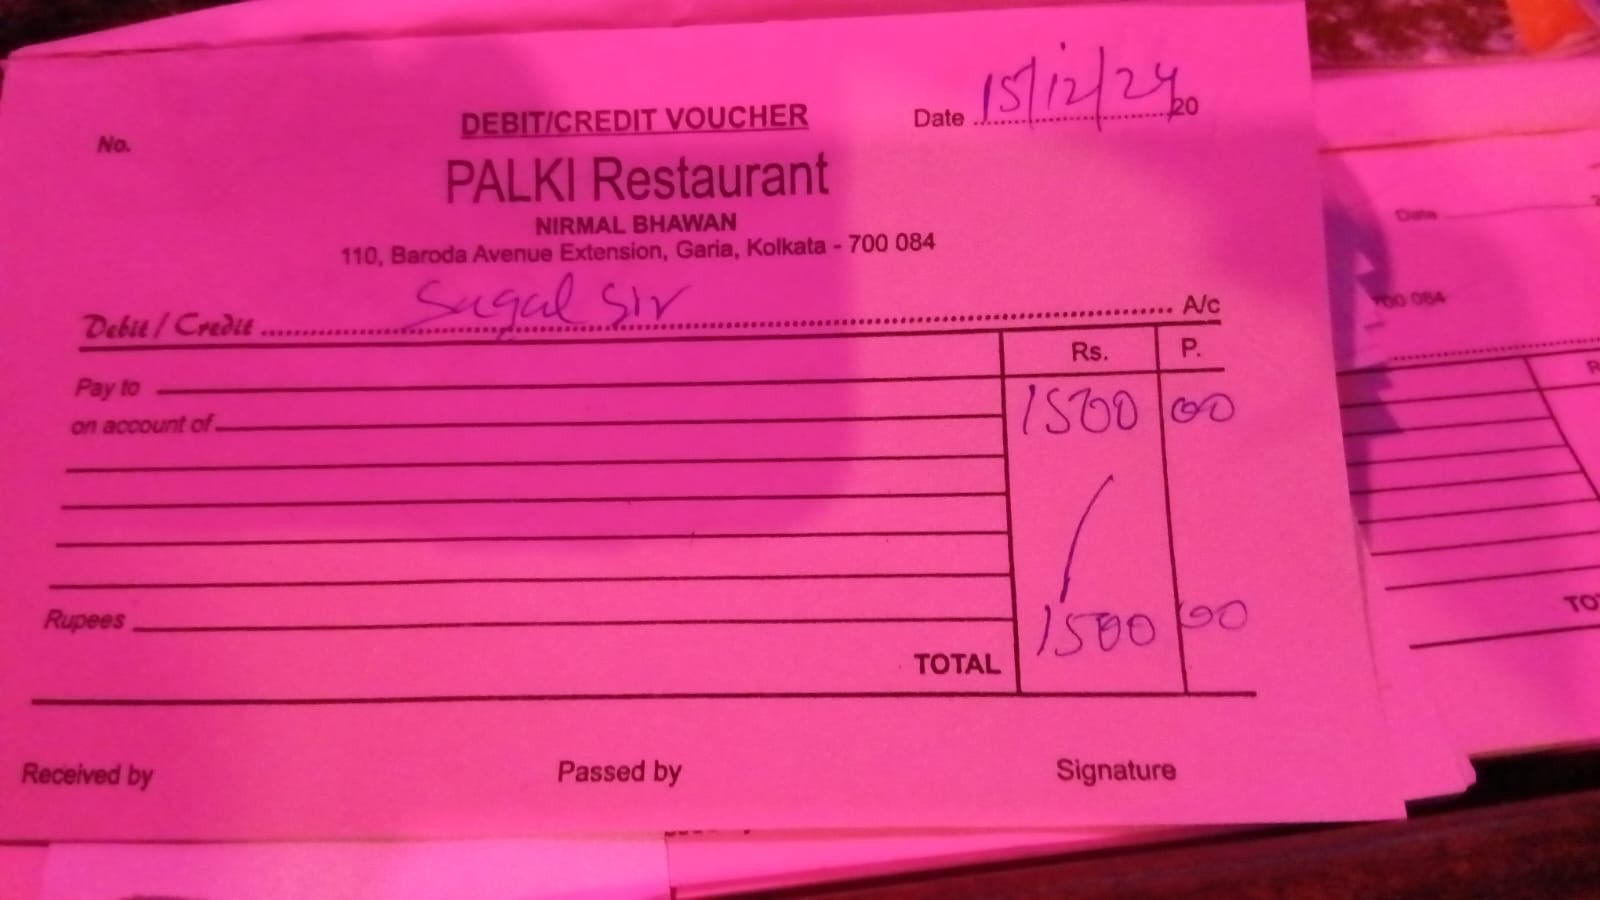 DEBIT/CREDIT VOUCHER
No.
Date 15/12/24 20
PALKI Restaurant
NIRMAL BHAWAN
110, Baroda Avenue Extension, Garia, Kolkata - 700 084
Debit / Credit Sagal Sir A/c
Rs. P.
Pay to
1500 00
on account of
Rupees
1500 00
TOTAL
Received by Passed by Signature
Date
700 084